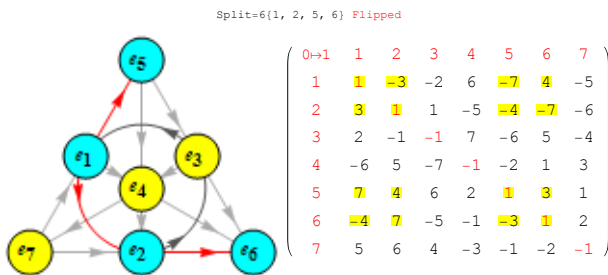 Split=6{1, 2, 5, 6} Flipped
e5
e1
e3
e4
e7
e2
e6
0↦1 1 2 3 4 5 6 7
1 1 -3 -2 6 -7 4 -5
2 3 1 1 -5 -4 -7 -6
3 2 -1 -1 7 -6 5 -4
4 -6 5 -7 -1 -2 1 3
5 7 4 6 2 1 3 1
6 -4 7 -5 -1 -3 1 2
7 5 6 4 -3 -1 -2 -1